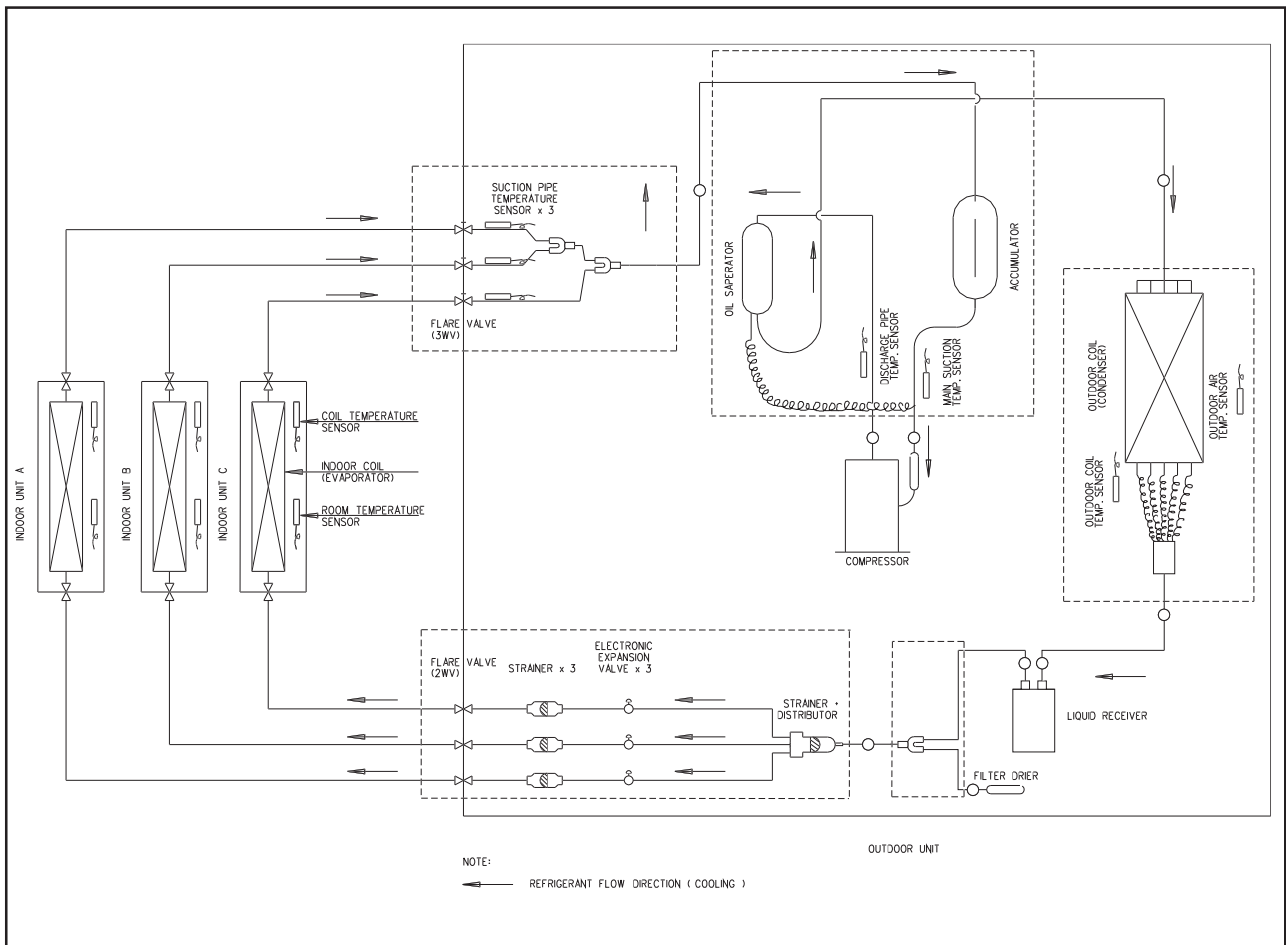 SUCTION PIPE
TEMPERATURE
SENSOR x 3
FLARE VALVE
(3WV)
OIL SAPERATOR
ACCUMULATOR
DISCHARGE PIPE
TEMP. SENSOR
MAIN SUCTION
TEMP. SENSOR
COMPRESSOR
OUTDOOR COIL
(CONDENSER)
OUTDOOR AIR
TEMP. SENSOR
OUTDOOR COIL
TEMP. SENSOR
INDOOR UNIT A
INDOOR UNIT B
INDOOR UNIT C
COIL TEMPERATURE
SENSOR
INDOOR COIL
(EVAPORATOR)
ROOM TEMPERATURE
SENSOR
FLARE VALVE
(2WV)
STRAINER x 3
ELECTRONIC
EXPANSION
VALVE x 3
STRAINER +
DISTRIBUTOR
LIQUID RECEIVER
FILTER DRIER
OUTDOOR UNIT
NOTE:
REFRIGERANT FLOW DIRECTION ( COOLING )